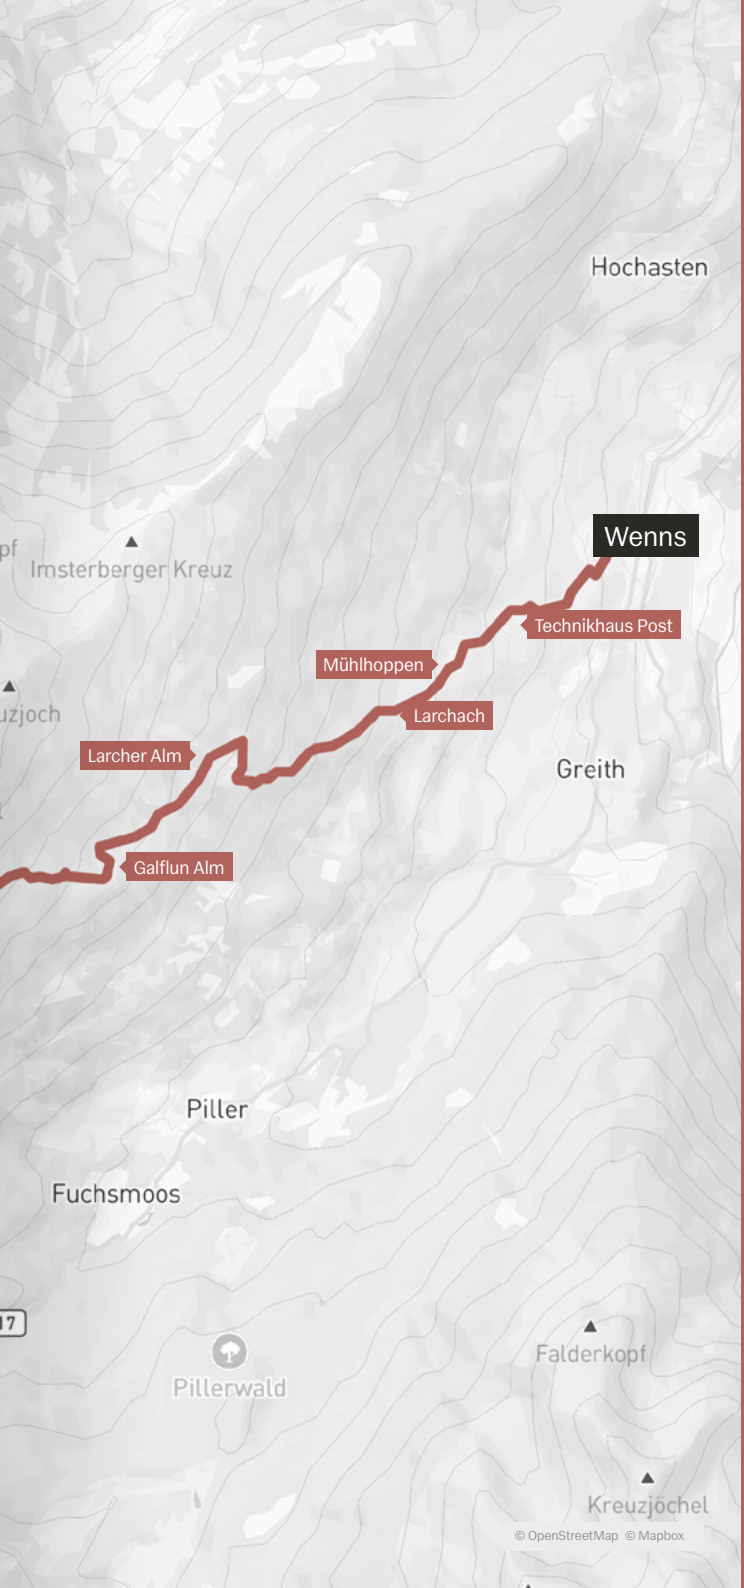 Hochasten
Wenns
pf
Imsterberger Kreuz
Technikhaus Post
Mühlhoppen
uzjoch
Larchach
Larcher Alm
Greith
Galflun Alm
Piller
Fuchsmoos
17
Falderkopf
Pillerwald
Kreuzjöchel
© OpenStreetMap © Mapbox